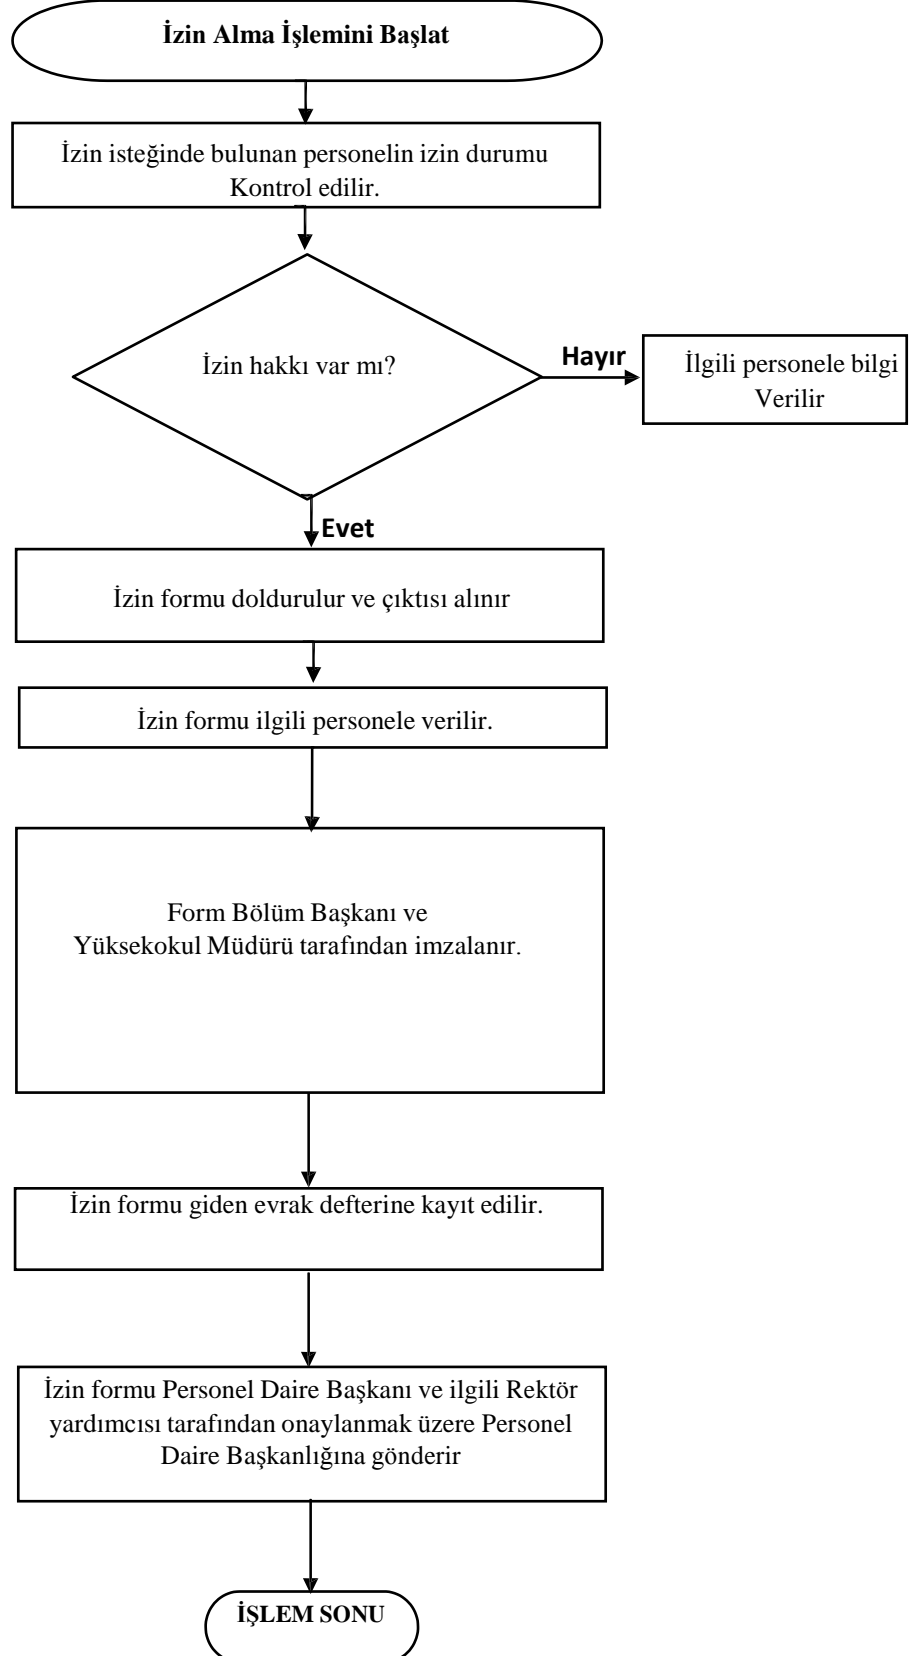 İzin Alma İşlemini Başlat
İzin isteğinde bulunan personelin izin durumu
Kontrol edilir.
İzin hakkı var mı?
Hayır
İlgili personele bilgi
Verilir
Evet
İzin formu doldurulur ve çıktısı alınır
İzin formu ilgili personele verilir.
Form Bölüm Başkanı ve
Yüksekokul Müdürü tarafından imzalanır.
İzin formu giden evrak defterine kayıt edilir.
İzin formu Personel Daire Başkanı ve ilgili Rektör
yardımcısı tarafından onaylanmak üzere Personel
Daire Başkanlığına gönderir
İŞLEM SONU